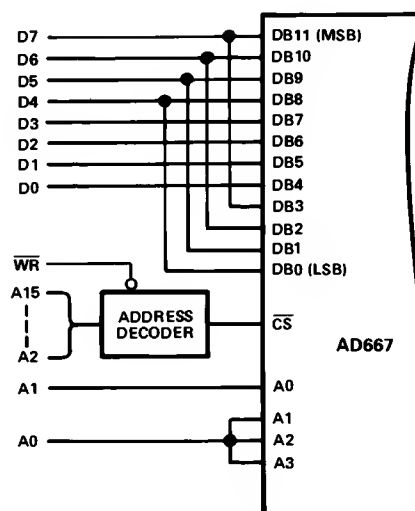 D7 DB11 (MSB)
D6 DB10
D5 DB9
D4 DB8
D3 DB7
D2 DB6
D1 DB5
D0 DB4
DB3
DB2
DB1
DB0 (LSB)
WR
A15
ADDRESS
DECODER
CS
A2
AD667
A1 A0
A1
A0 A2
A3